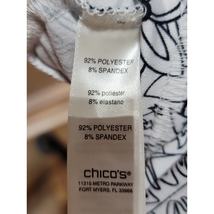 92% POLYESTER
8% SPANDEX
92% poliester
8% elastano
92% POLYESTER
8% SPANDEX
chico's®
11215 METRO PARKWAY
FORT MYERS, FL 33966